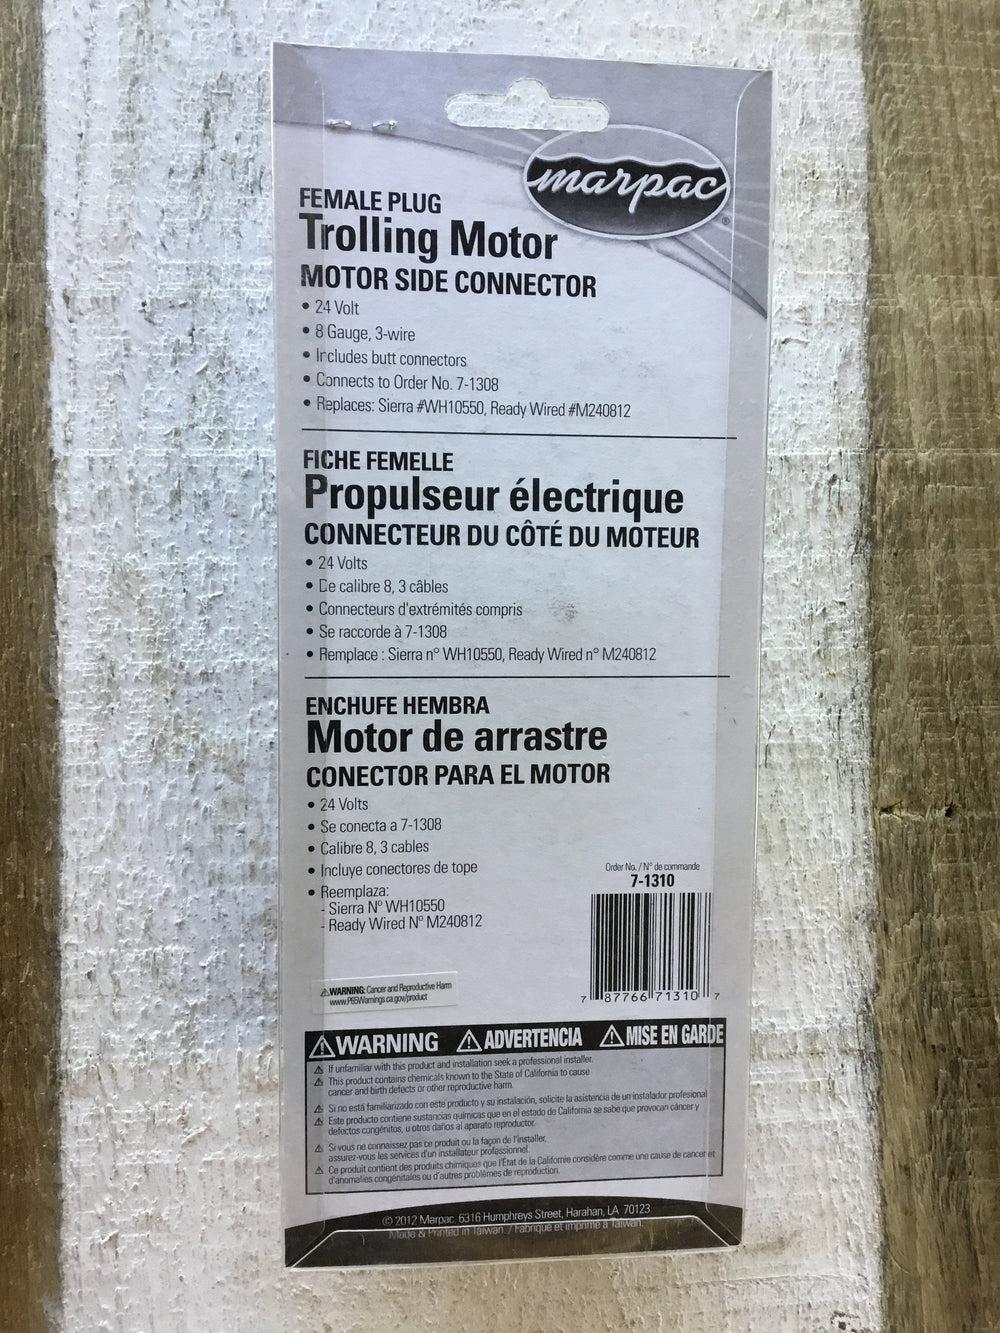 marpac
®
FEMALE PLUG
Trolling Motor
MOTOR SIDE CONNECTOR
• 24 Volt
• 8 Gauge, 3-wire
• Includes butt connectors
• Connects to Order No. 7-1308
• Replaces: Sierra #WH10550, Ready Wired #M240812
FICHE FEMELLE
Propulseur électrique
CONNECTEUR DU CÔTÉ DU MOTEUR
• 24 Volts
• De calibre 8, 3 câbles
• Connecteurs d'extrémités compris
• Se raccorde à 7-1308
• Remplace : Sierra n° WH10550, Ready Wired n° M240812
ENCHUFE HEMBRA
Motor de arrastre
CONECTOR PARA EL MOTOR
• 24 Volts
• Se conecta a 7-1308
• Calibre 8, 3 cables
• Incluye conectores de tope
• Reemplaza:
- Sierra Nº WH10550
- Ready Wired Nº M240812
Order No. / N° de commande
7-1310
7 87766 71310 7
⚠WARNING: Cancer and Reproductive Harm
www.P65Warnings.ca.gov/product
⚠WARNING ⚠ADVERTENCIA ⚠MISE EN GARDE
⚠ If unfamiliar with this product and installation seek a professional installer.
⚠ This product contains chemicals known to the State of California to cause
cancer and birth defects or other reproductive harm.
⚠ Si no está familiarizado con este producto y su instalación, solicite la asistencia de un instalador profesional
⚠ Este producto contiene sustancias químicas que en el estado de California se sabe que provocan cáncer y
defectos congénitos, u otros daños al aparato reproductor.
⚠ Si vous ne connaissez pas ce produit ou la façon de l'installer,
assurez-vous les services d'un installateur professionnel.
⚠ Ce produit contient des produits chimiques que l'État de la Californie considère comme une cause de cancer et
d'anomalies congénitales ou d'autres problèmes de reproduction.
© 2012 Marpac. 6316 Humphreys Street, Harahan, LA 70123
Made & Printed in Taiwan / Fabriqué et imprimé à Taiwan.